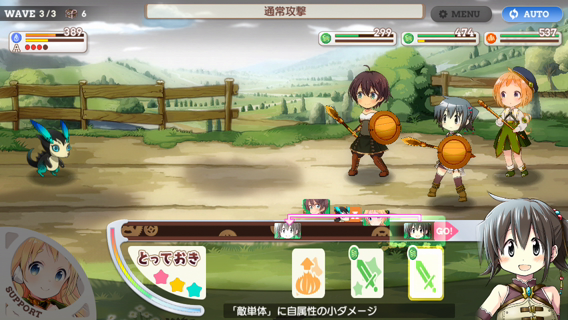 WAVE 3/3 6
通常攻撃
MENU
AUTO
389
A
299
474
537
GO!
とっておき
SUPPORT
「敵単体」に自属性の小ダメージ